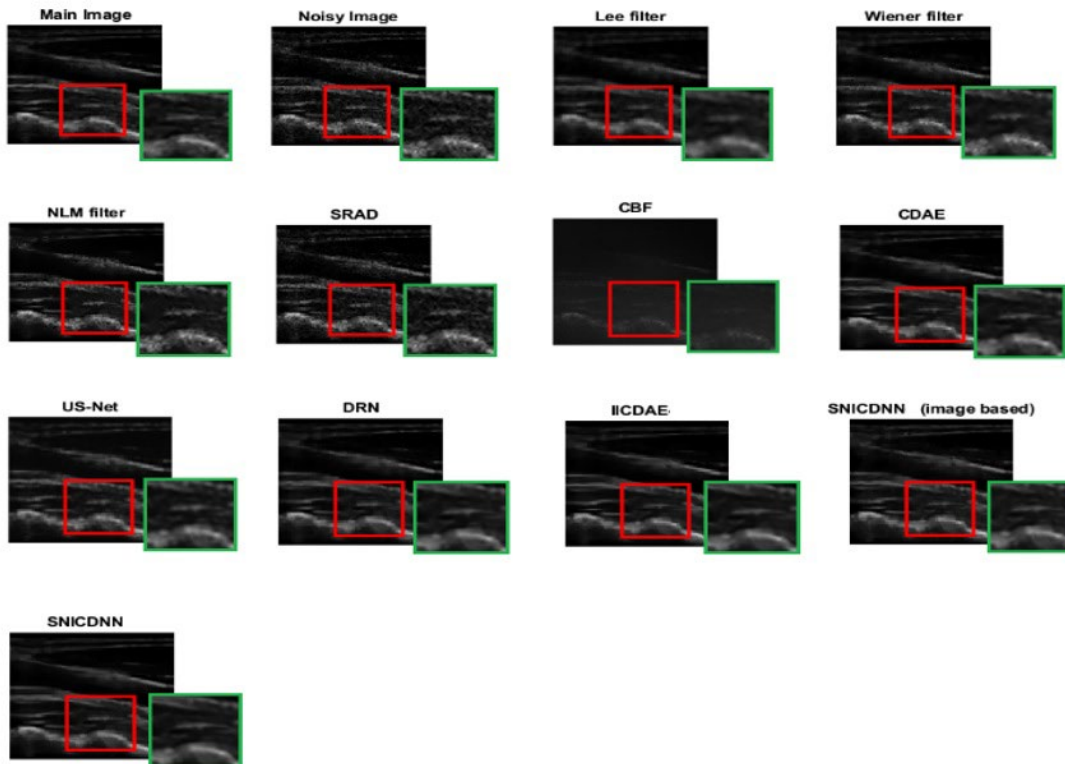 Main Image
Noisy Image
Lee filter
Wiener filter
NLM filter
SRAD
CBF
CDAE
US-Net
DRN
IICDAE
SNICDNN (image based)
SNICDNN